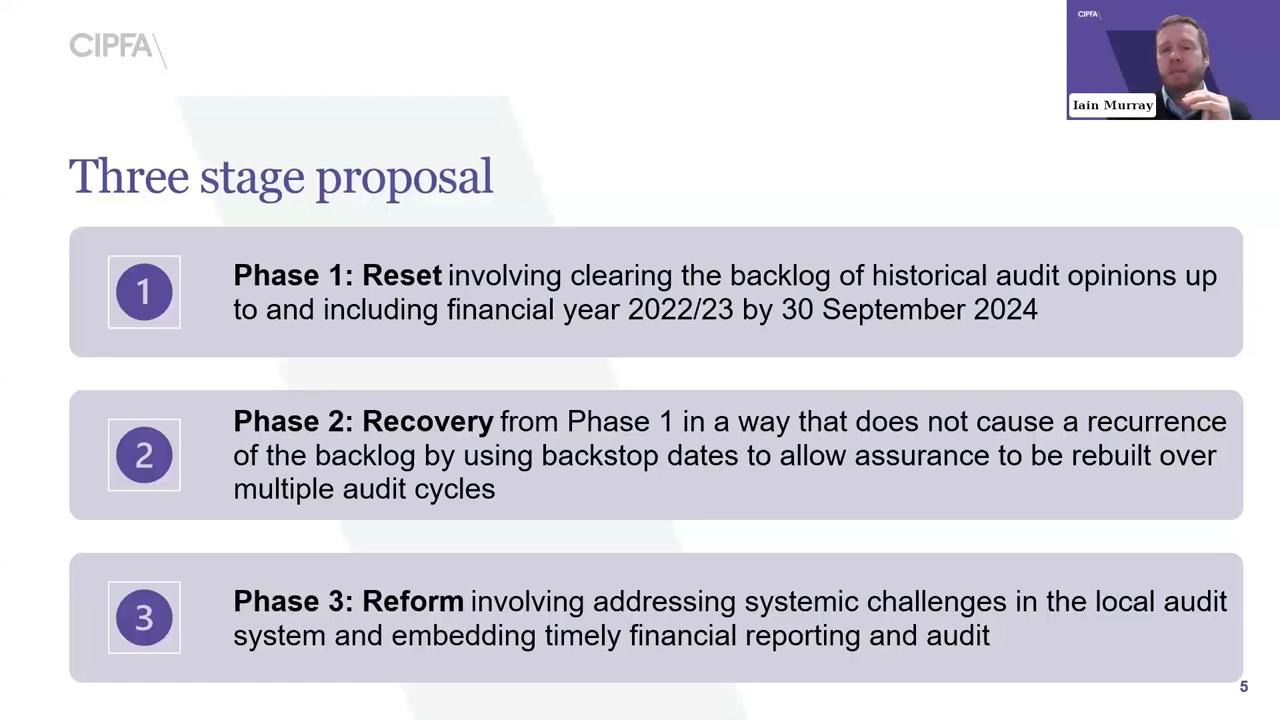 CIPFA
CIPFA
Iain Murray
Three stage proposal
1
Phase 1: Reset involving clearing the backlog of historical audit opinions up
to and including financial year 2022/23 by 30 September 2024
2
Phase 2: Recovery from Phase 1 in a way that does not cause a recurrence
of the backlog by using backstop dates to allow assurance to be rebuilt over
multiple audit cycles
3
Phase 3: Reform involving addressing systemic challenges in the local audit
system and embedding timely financial reporting and audit
5